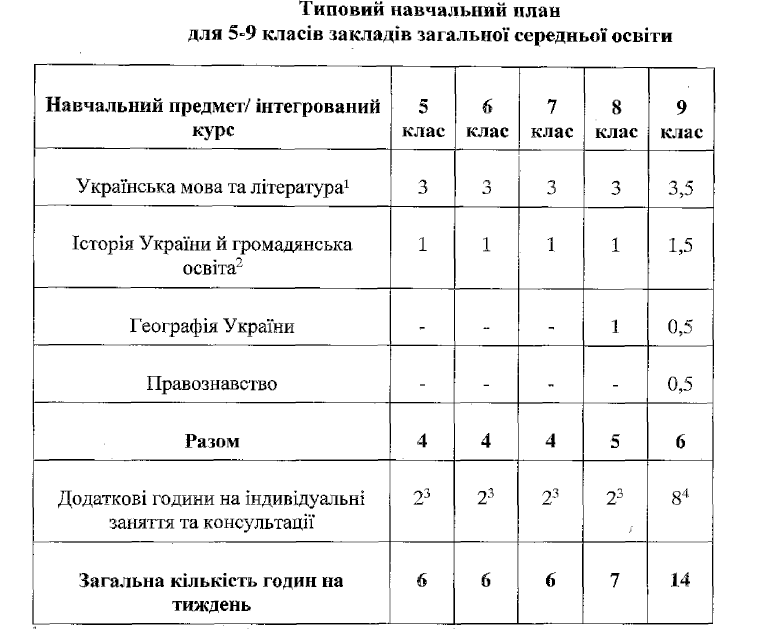 Типовий навчальний план
для 5-9 класів закладів загальної середньої освіти
Навчальний предмет/ інтегрований
курс
5
клас
6
клас
7
клас
8
клас
9
клас
Українська мова та література¹ 3 3 3 3 3,5
Історія України й громадянська
освіта² 1 1 1 1 1,5
Географія України - - - 1 0,5
Правознавство - - - - 0,5
Разом 4 4 4 5 6
Додаткові години на індивідуальні
заняття та консультації 2³ 2³ 2³ 2³ 8⁴
Загальна кількість годин на
тиждень 6 6 6 7 14